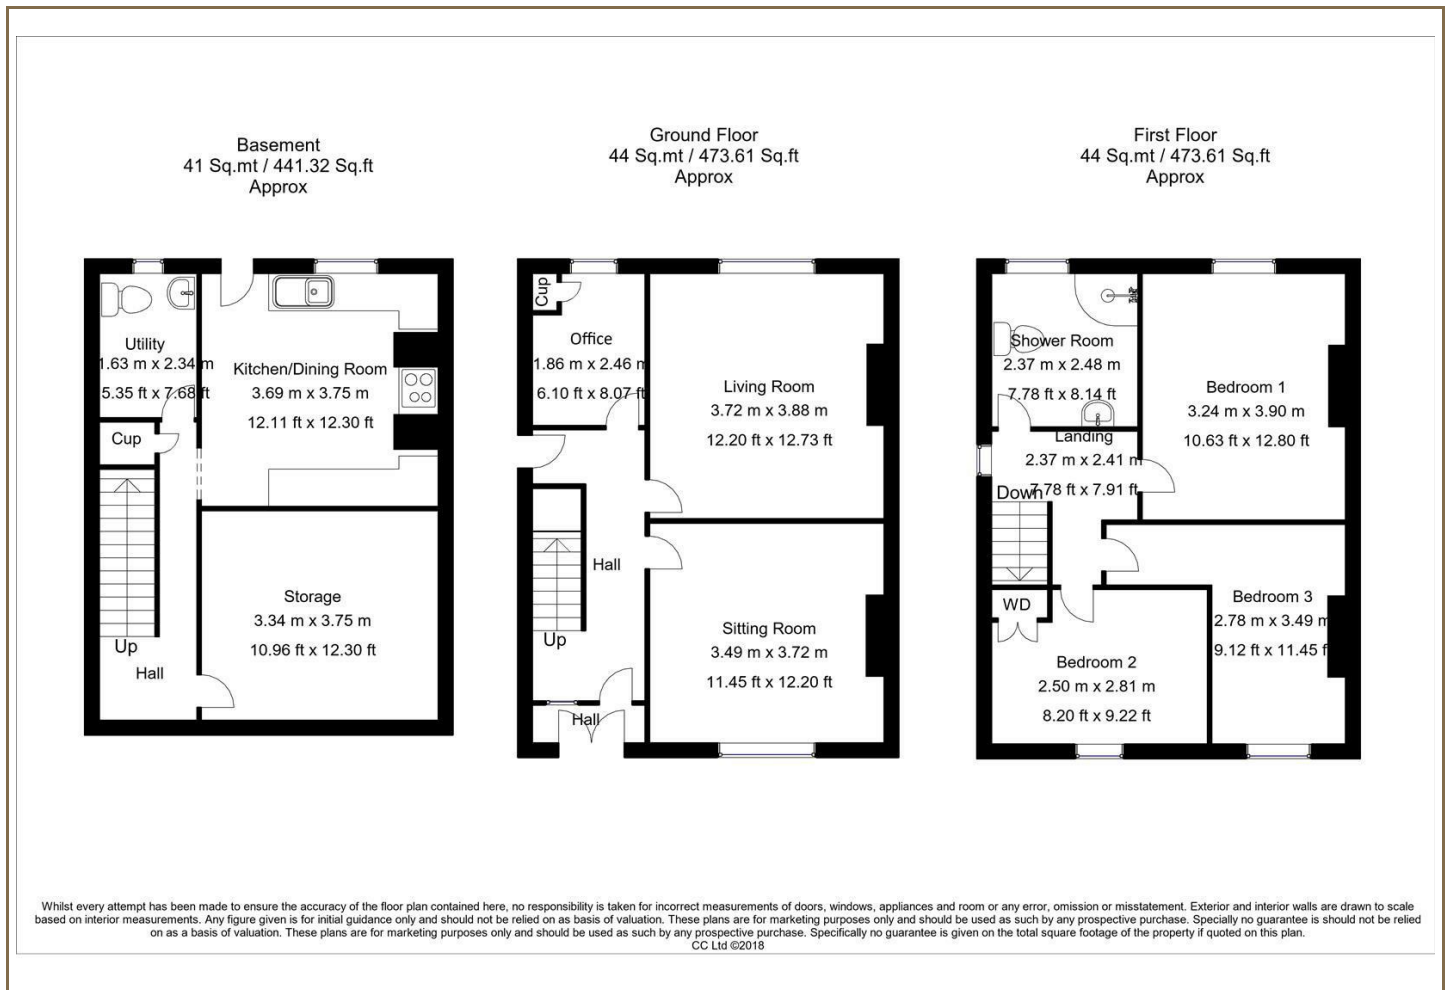 Basement
41 Sq.mt / 441.32 Sq.ft
Approx
Utility
1.63 m x 2.34 m
5.35 ft x 7.68 ft
Kitchen/Dining Room
3.69 m x 3.75 m
12.11 ft x 12.30 ft
Cup
Storage
3.34 m x 3.75 m
10.96 ft x 12.30 ft
Up
Hall
Ground Floor
44 Sq.mt / 473.61 Sq.ft
Approx
Cup
Office
1.86 m x 2.46 m
6.10 ft x 8.07 ft
Living Room
3.72 m x 3.88 m
12.20 ft x 12.73 ft
Hall
Up
Sitting Room
3.49 m x 3.72 m
11.45 ft x 12.20 ft
Hall
First Floor
44 Sq.mt / 473.61 Sq.ft
Approx
Shower Room
2.37 m x 2.48 m
7.78 ft x 8.14 ft
Bedroom 1
3.24 m x 3.90 m
10.63 ft x 12.80 ft
Landing
2.37 m x 2.41 m
7.78 ft x 7.91 ft
Down
WD
Bedroom 3
2.78 m x 3.49 m
9.12 ft x 11.45 ft
Bedroom 2
2.50 m x 2.81 m
8.20 ft x 9.22 ft
Whilst every attempt has been made to ensure the accuracy of the floor plan contained here, no responsibility is taken for incorrect measurements of doors, windows, appliances and room or any error, omission or misstatement. Exterior and interior walls are drawn to scale
based on interior measurements. Any figure given is for initial guidance only and should not be relied on as basis of valuation. These plans are for marketing purposes only and should be used as such by any prospective purchase. Specially no guarantee is should not be relied
on as a basis of valuation. These plans are for marketing purposes only and should be used as such by any prospective purchase. Specifically no guarantee is given on the total square footage of the property if quoted on this plan.
CC Ltd ©2018